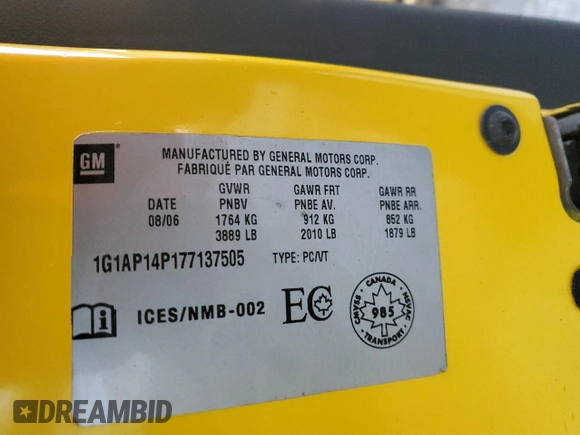 GM
MANUFACTURED BY GENERAL MOTORS CORP.
FABRIQUÉ PAR GENERAL MOTORS CORP.
GVWR GAWR FRT GAWR RR
DATE PNBV PNBE AV. PNBE ARR.
08/06 1764 KG 912 KG 852 KG
3889 LB 2010 LB 1879 LB
1G1AP14P177137505 TYPE: PC/VT
i ICES/NMB-002 EC
CANADA
CMVSS NSVAC
985
TRANSPORT
DREAMBID